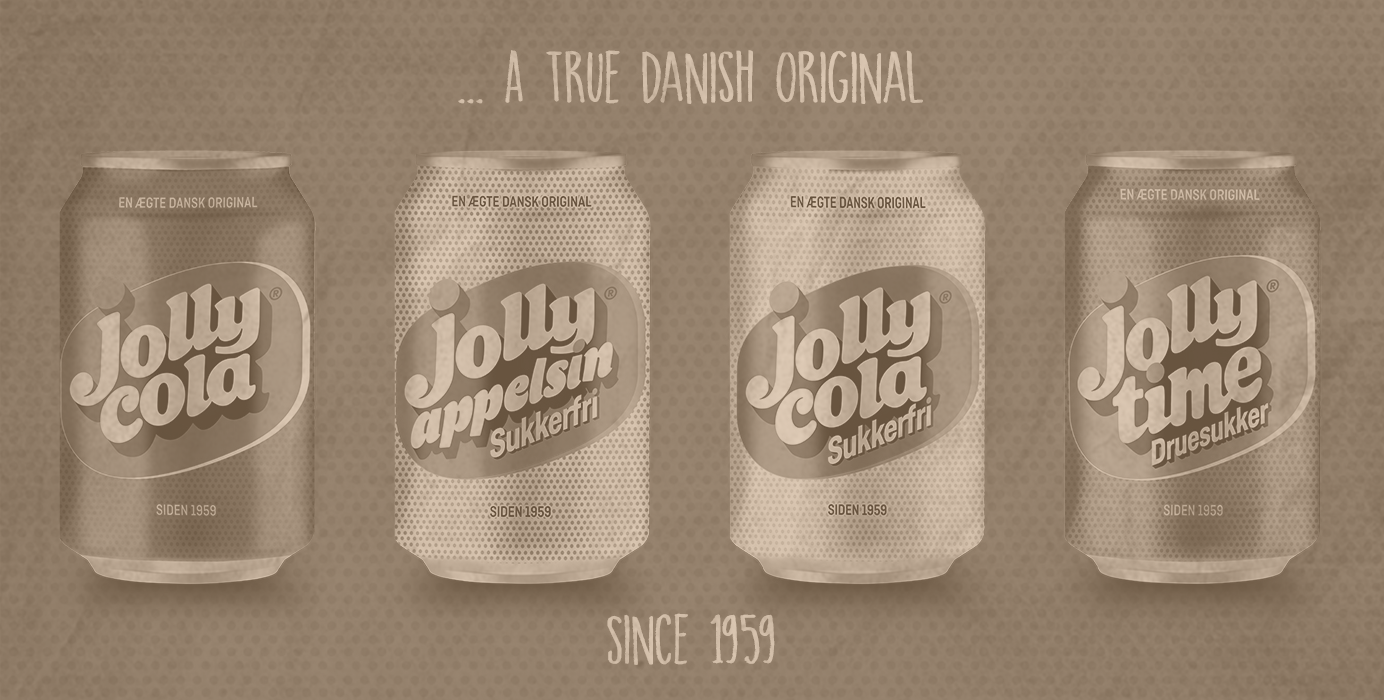 ... A TRUE DANISH ORIGINAL
EN ÆGTE DANSK ORIGINAL
jolly®
cola
SIDEN 1959
EN ÆGTE DANSK ORIGINAL
jolly®
appelsin
Sukkerfri
SIDEN 1959
EN ÆGTE DANSK ORIGINAL
jolly®
cola
Sukkerfri
SIDEN 1959
EN ÆGTE DANSK ORIGINAL
jolly®
time
Druesukker
SIDEN 1959
SINCE 1959